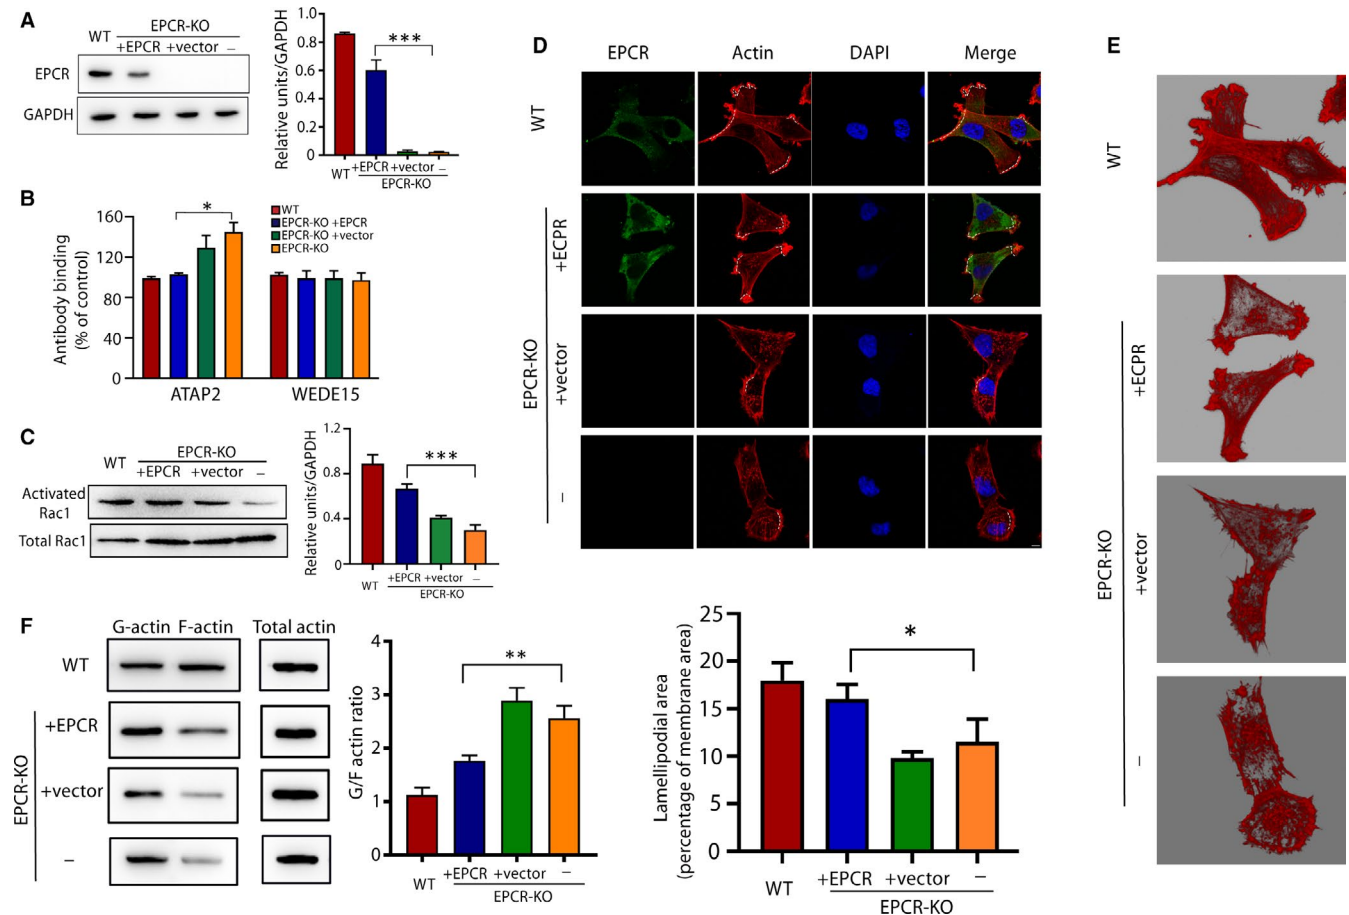 A
EPCR-KO
WT
+EPCR +vector –
EPCR
GAPDH
Relative units/GAPDH
1.0
0.8
0.6
0.4
0.2
0
***
WT
+EPCR +vector –
EPCR-KO
B
Antibody binding
(% of control)
160
120
80
40
0
*
WT
EPCR-KO +EPCR
EPCR-KO +vector
EPCR-KO
ATAP2 WEDE15
C
EPCR-KO
WT
+EPCR +vector –
Activated
Rac1
Total Rac1
Relative units/GAPDH
1.2
0.8
0.4
0
***
WT
+EPCR +vector –
EPCR-KO
D
EPCR Actin DAPI Merge
WT
EPCR-KO
+ECPR
+vector
–
E
WT
EPCR-KO
+ECPR
+vector
–
F
G-actin F-actin Total actin
WT
EPCR-KO
+EPCR
+vector
–
G/F actin ratio
4
3
2
1
0
**
WT
+EPCR +vector –
EPCR-KO
Lamellipodial area
(percentage of membrane area)
25
20
15
10
5
0
*
WT
+EPCR +vector –
EPCR-KO